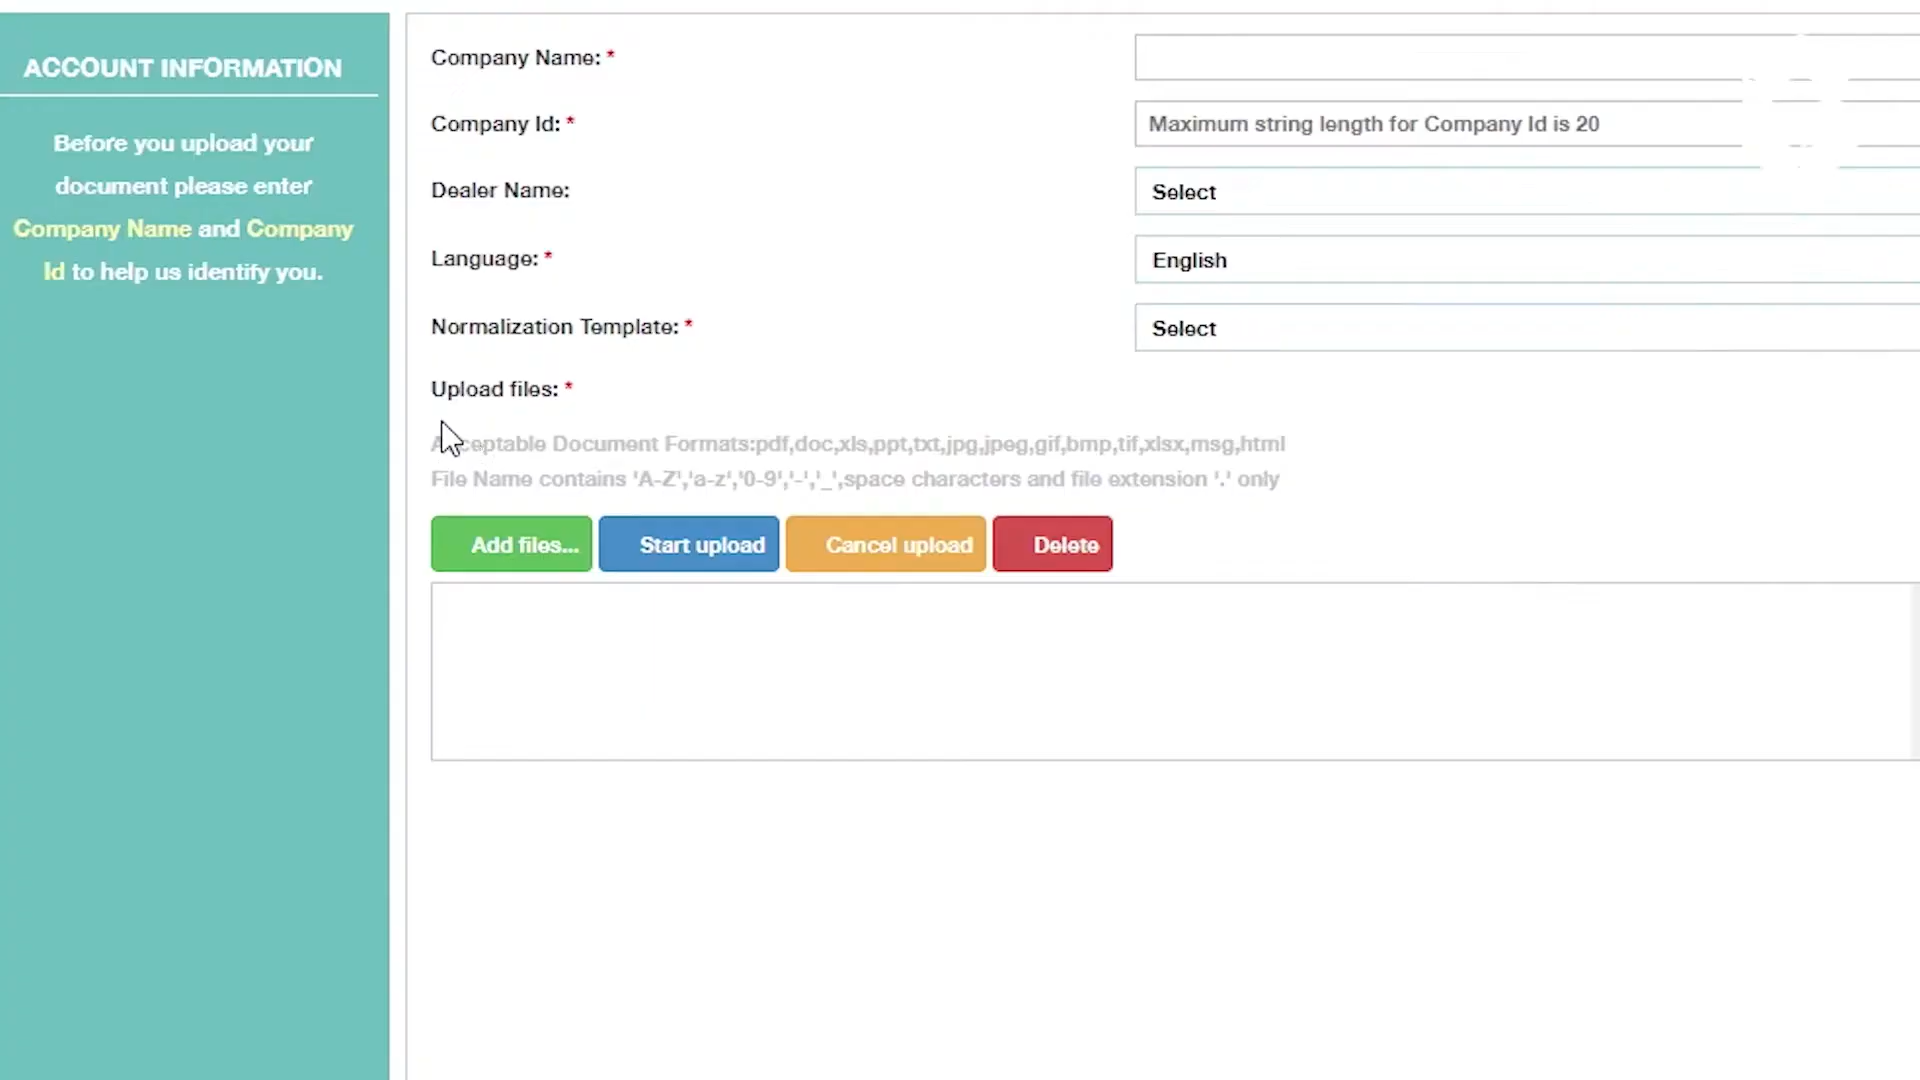 ACCOUNT INFORMATION
Before you upload your
document please enter
Company Name and Company
Id to help us identify you.
Company Name: *
Company Id: *
Maximum string length for Company Id is 20
Dealer Name:
Select
Language: *
English
Normalization Template: *
Select
Upload files: *
Acceptable Document Formats:pdf,doc,xls,ppt,txt,jpg,jpeg,gif,bmp,tif,xlsx,msg,html
File Name contains 'A-Z','a-z','0-9','-','_',space characters and file extension '.' only
Add files...
Start upload
Cancel upload
Delete